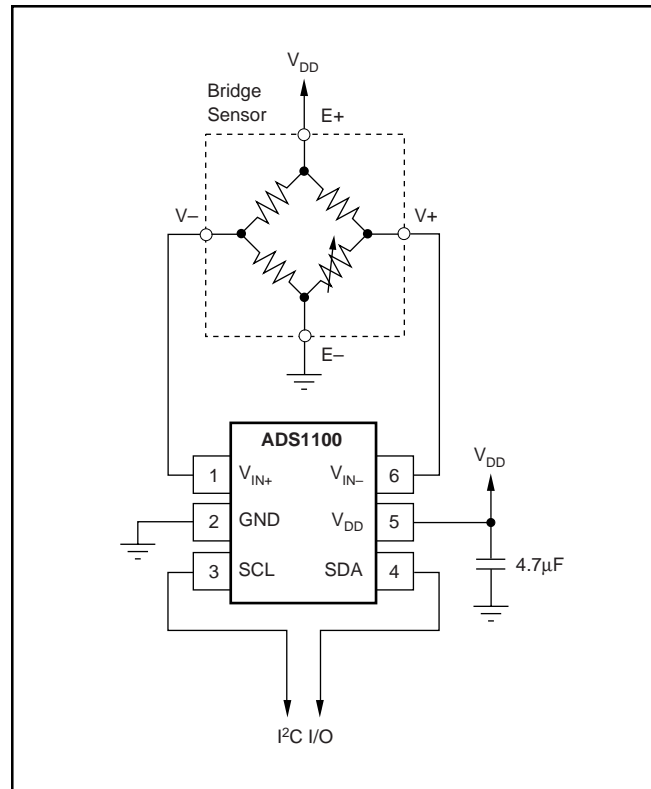 V_DD
Bridge
Sensor
E+
V–
V+
E–
ADS1100
1
V_IN+
V_IN–
6
2
GND
V_DD
5
3
SCL
SDA
4
V_DD
4.7µF
I²C I/O